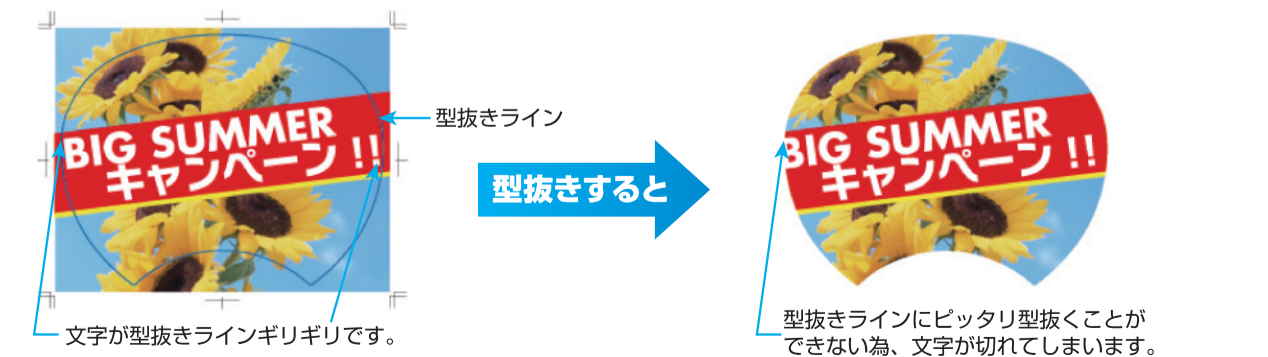 BIG SUMMER
キャンペーン!!
型抜きライン
文字が型抜きラインギリギリです。
型抜きすると
BIG SUMMER
キャンペーン!!
型抜きラインにピッタリ型抜くことが
できない為、文字が切れてしまいます。